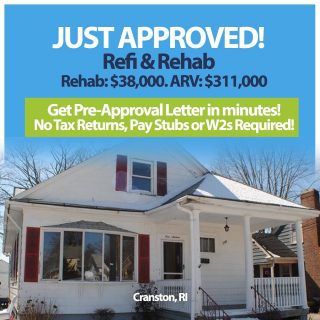 JUST APPROVED!
Refi & Rehab
Rehab: $38,000. ARV: $311,000
Get Pre-Approval Letter in minutes!
No Tax Returns, Pay Stubs or W2s Required!
Cranston, RI